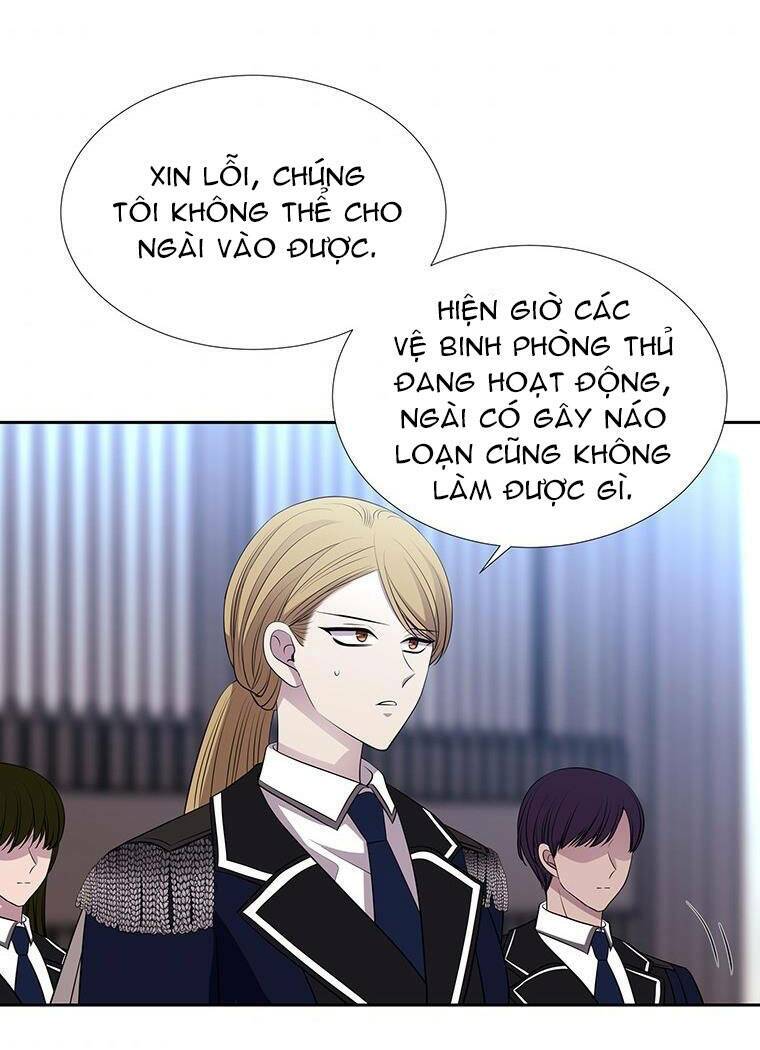 XIN LỖI, CHÚNG
TÔI KHÔNG THỂ CHO
NGÀI VÀO ĐƯỢC.
HIỆN GIỜ CÁC
VỆ BINH PHÒNG THỦ
ĐANG HOẠT ĐỘNG,
NGÀI CÓ GÂY NÁO
LOẠN CŨNG KHÔNG
LÀM ĐƯỢC GÌ.